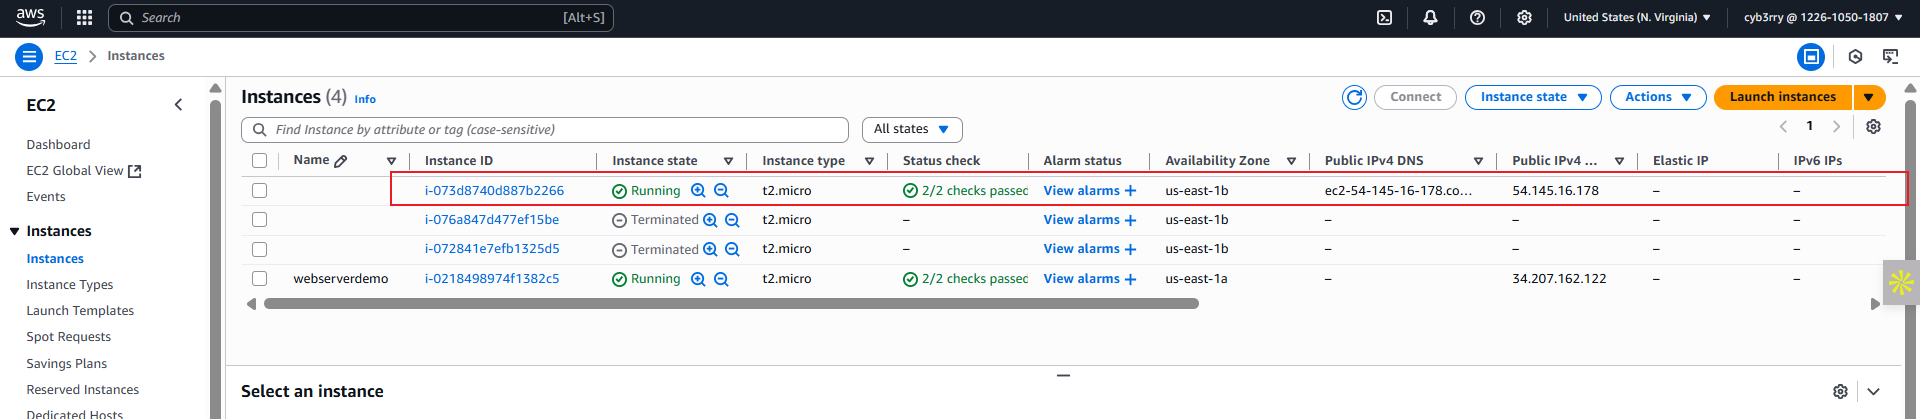 aws Search [Alt+S] United States (N. Virginia) cyb3rry @ 1226-1050-1807
EC2 Instances
EC2
Dashboard
EC2 Global View
Events
Instances
Instances
Instance Types
Launch Templates
Spot Requests
Savings Plans
Reserved Instances
Dedicated Hosts
Instances (4) Info Connect Instance state Actions Launch instances
Find Instance by attribute or tag (case-sensitive) All states 1
Name Instance ID Instance state Instance type Status check Alarm status Availability Zone Public IPv4 DNS Public IPv4 ... Elastic IP IPv6 IPs
i-073d8740d887b2266 Running t2.micro 2/2 checks passed View alarms + us-east-1b ec2-54-145-16-178.co... 54.145.16.178 – –
i-076a847d477ef15be Terminated t2.micro – View alarms + us-east-1b – – – –
i-072841e7efb1325d5 Terminated t2.micro – View alarms + us-east-1b – – – –
webserverdemo i-0218498974f1382c5 Running t2.micro 2/2 checks passed View alarms + us-east-1a – 34.207.162.122 – –
Select an instance